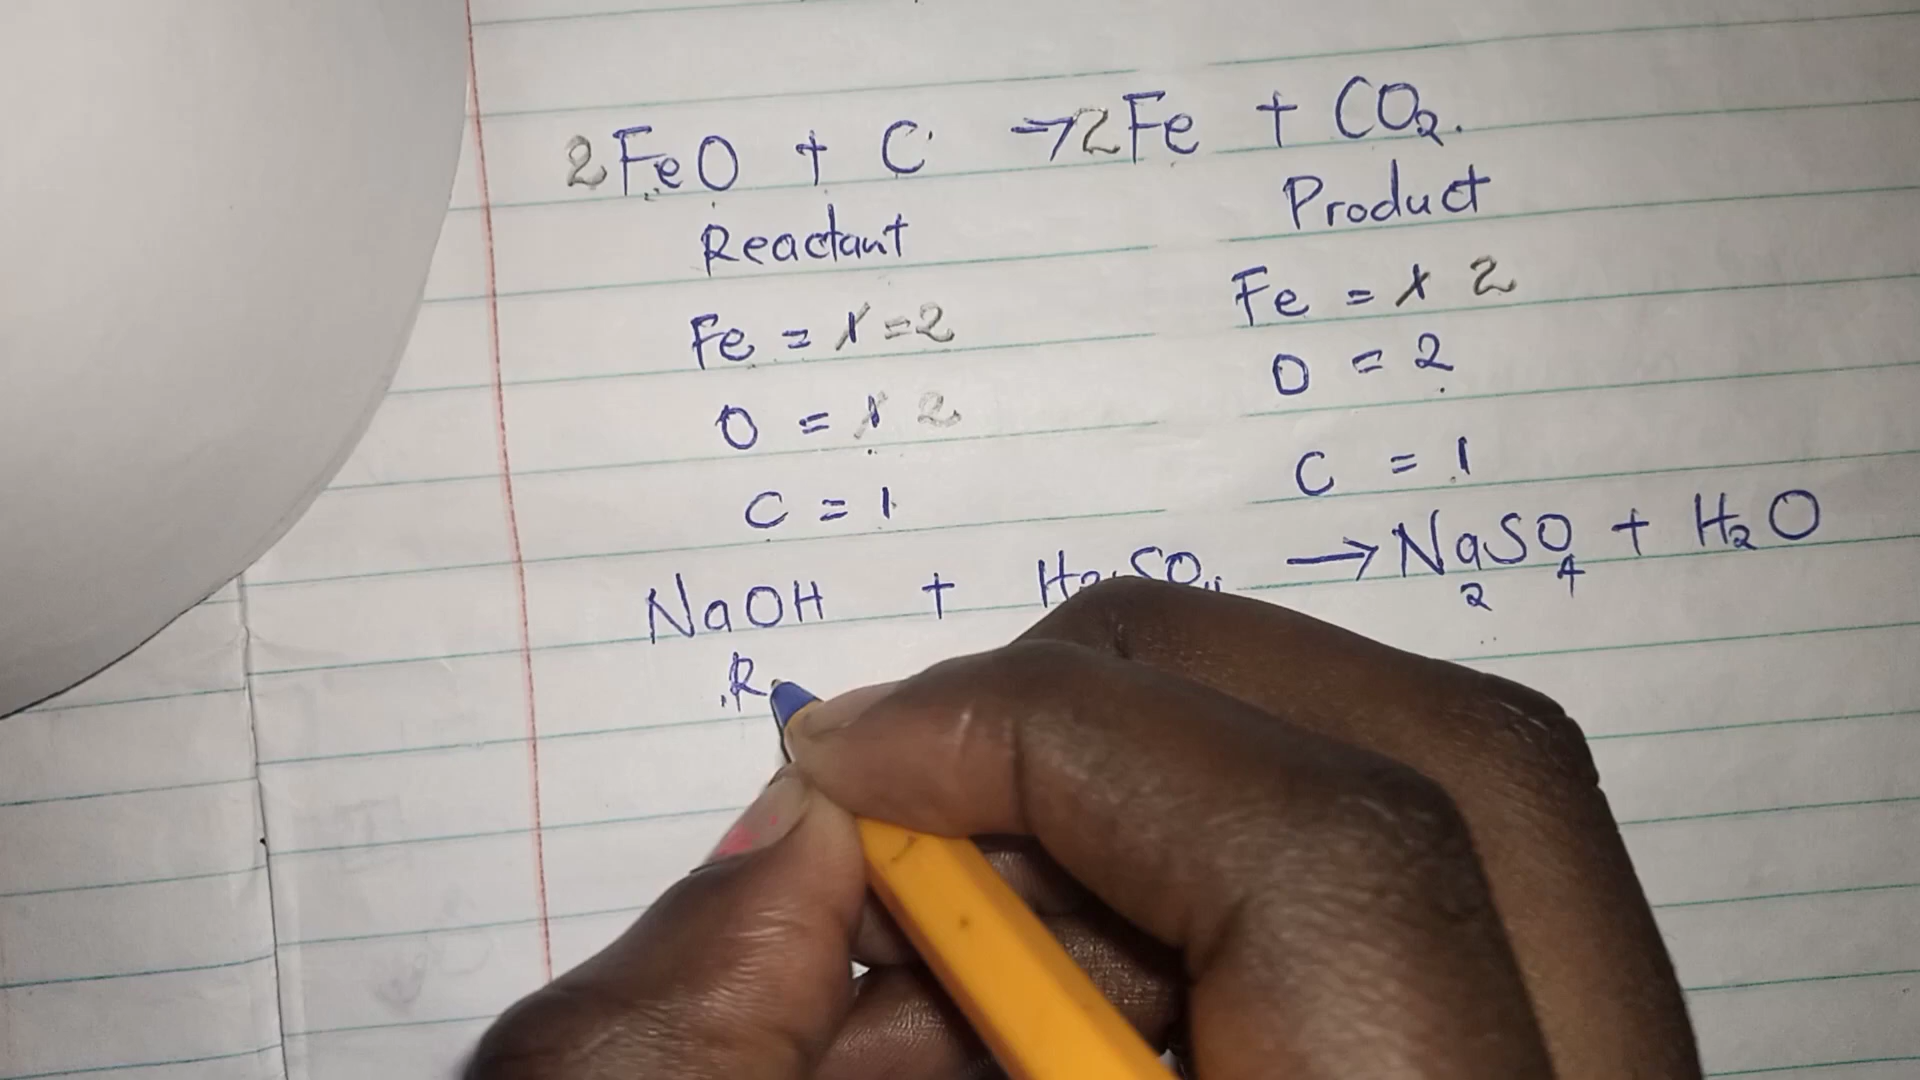 2FeO + C → 2Fe + CO₂.
Reactant Product
Fe = 1 = 2 Fe = 1 2
O = 1 2 O = 2
C = 1 C = 1
NaOH + H₂SO₄ → Na₂SO₄ + H₂O
R